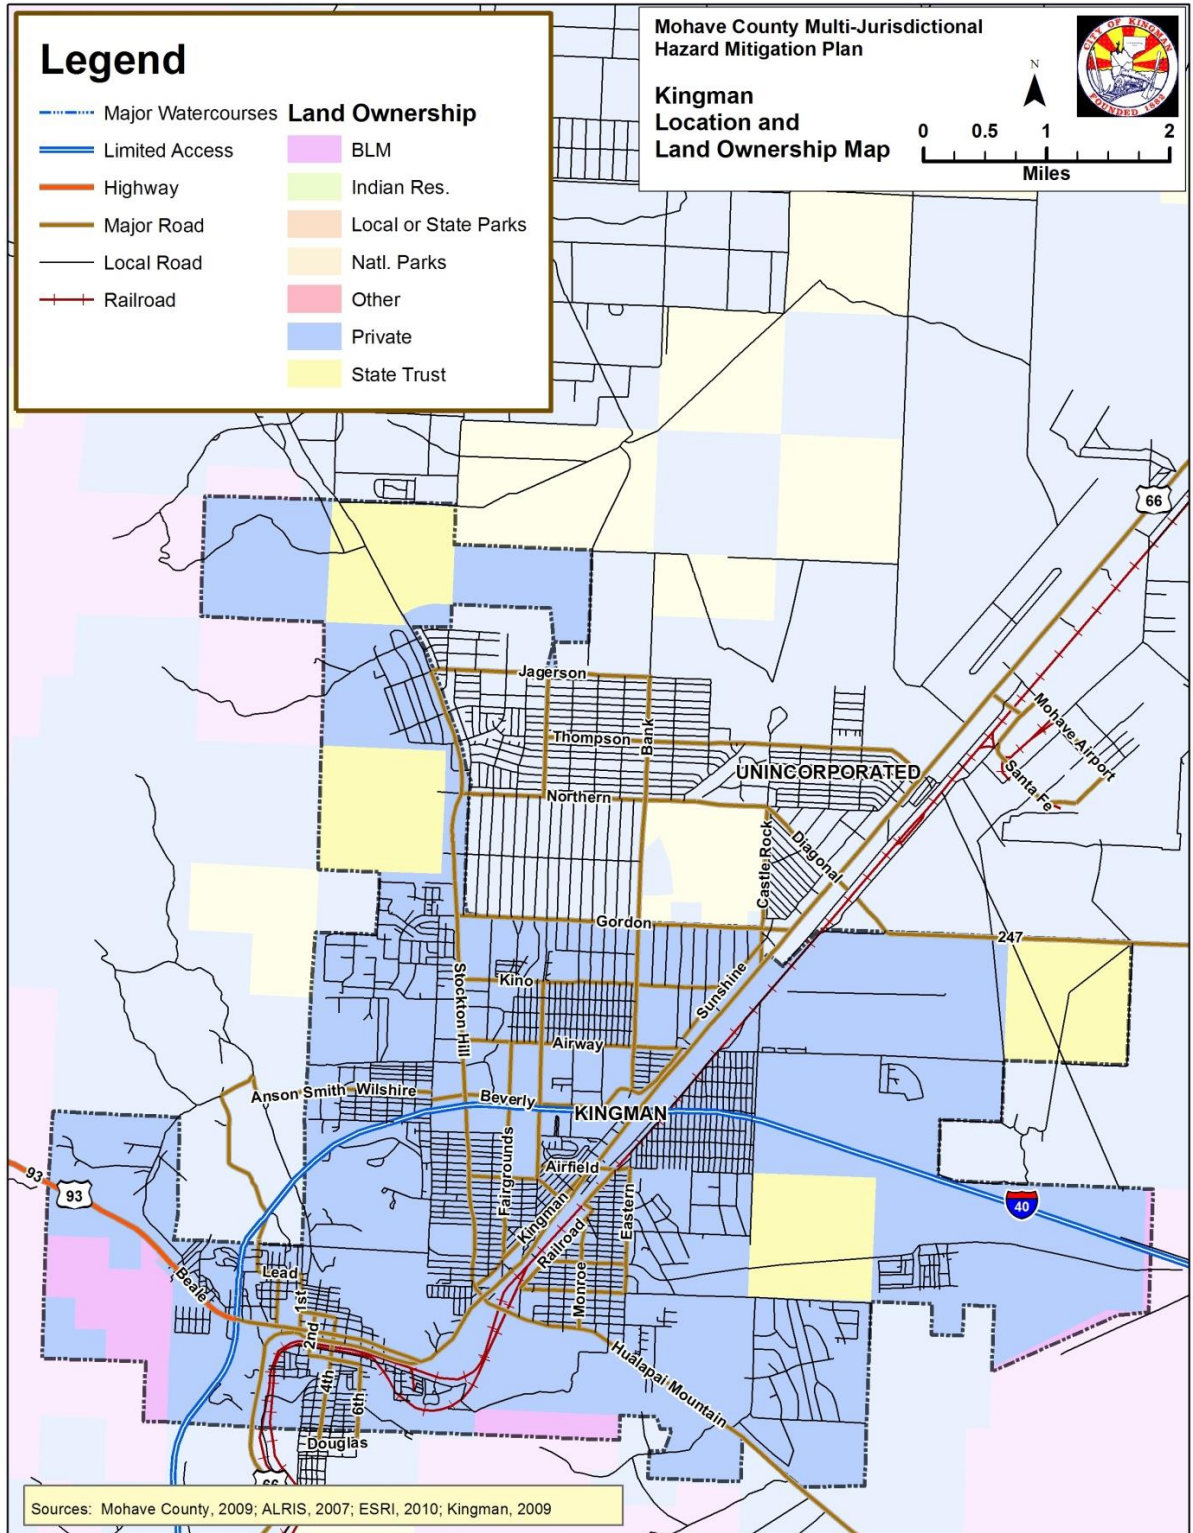 Legend
Major Watercourses
Limited Access
Highway
Major Road
Local Road
Railroad
Land Ownership
BLM
Indian Res.
Local or State Parks
Natl. Parks
Other
Private
State Trust
Mohave County Multi-Jurisdictional
Hazard Mitigation Plan
Kingman
Location and
Land Ownership Map
N
CITY OF KINGMAN
FOUNDED 1882
0 0.5 1 2
Miles
66
Jagerson
Bank
Thompson
Mohave Airport
Santa Fe
UNINCORPORATED
Northern
Castle Rock
Diagonal
Gordon
247
Stockton Hill
Kino
Sunshine
Airway
Anson Smith
Wilshire
Beverly
KINGMAN
Fairgrounds
Airfield
Kingman
Railroad
Eastern
Monroe
93
93
40
Beale
Lead
1st
2nd
4th
6th
Hualapai Mountain
Douglas
66
Sources: Mohave County, 2009; ALRIS, 2007; ESRI, 2010; Kingman, 2009